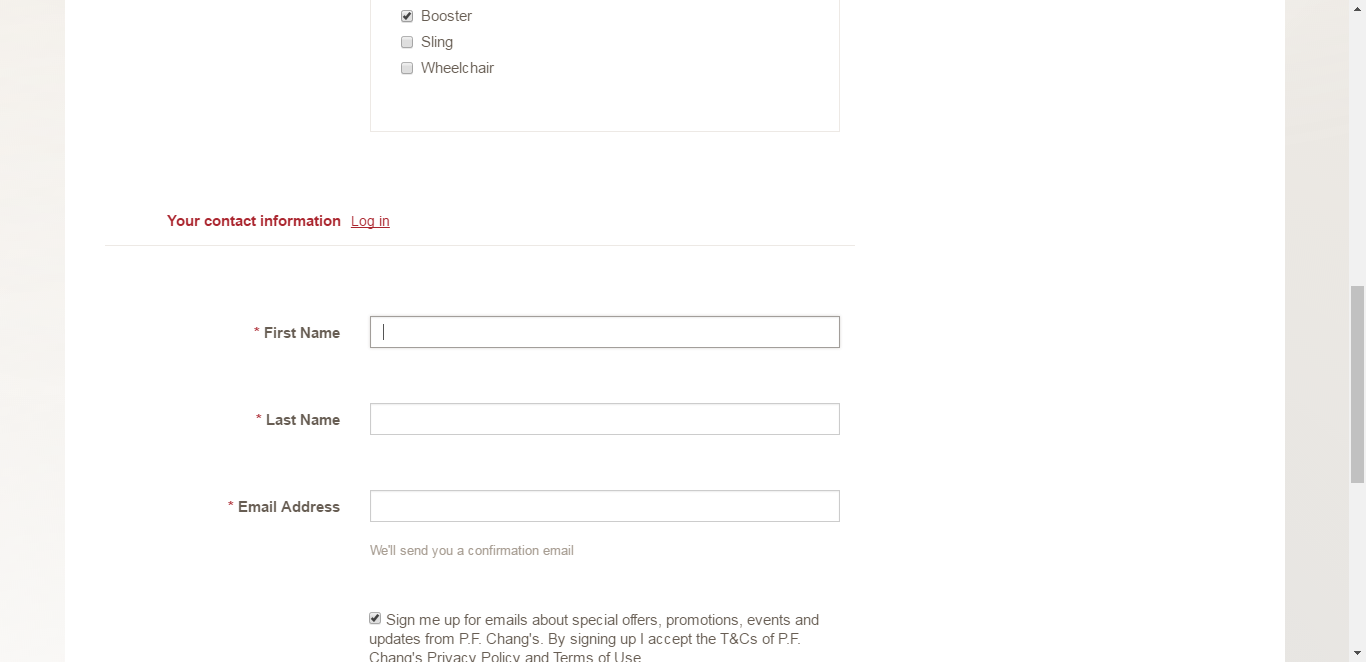 Booster
Sling
Wheelchair
Your contact information Log in
* First Name
* Last Name
* Email Address
We'll send you a confirmation email
Sign me up for emails about special offers, promotions, events and
updates from P.F. Chang's. By signing up I accept the T&Cs of P.F.
Chang's Privacy Policy and Terms of Use